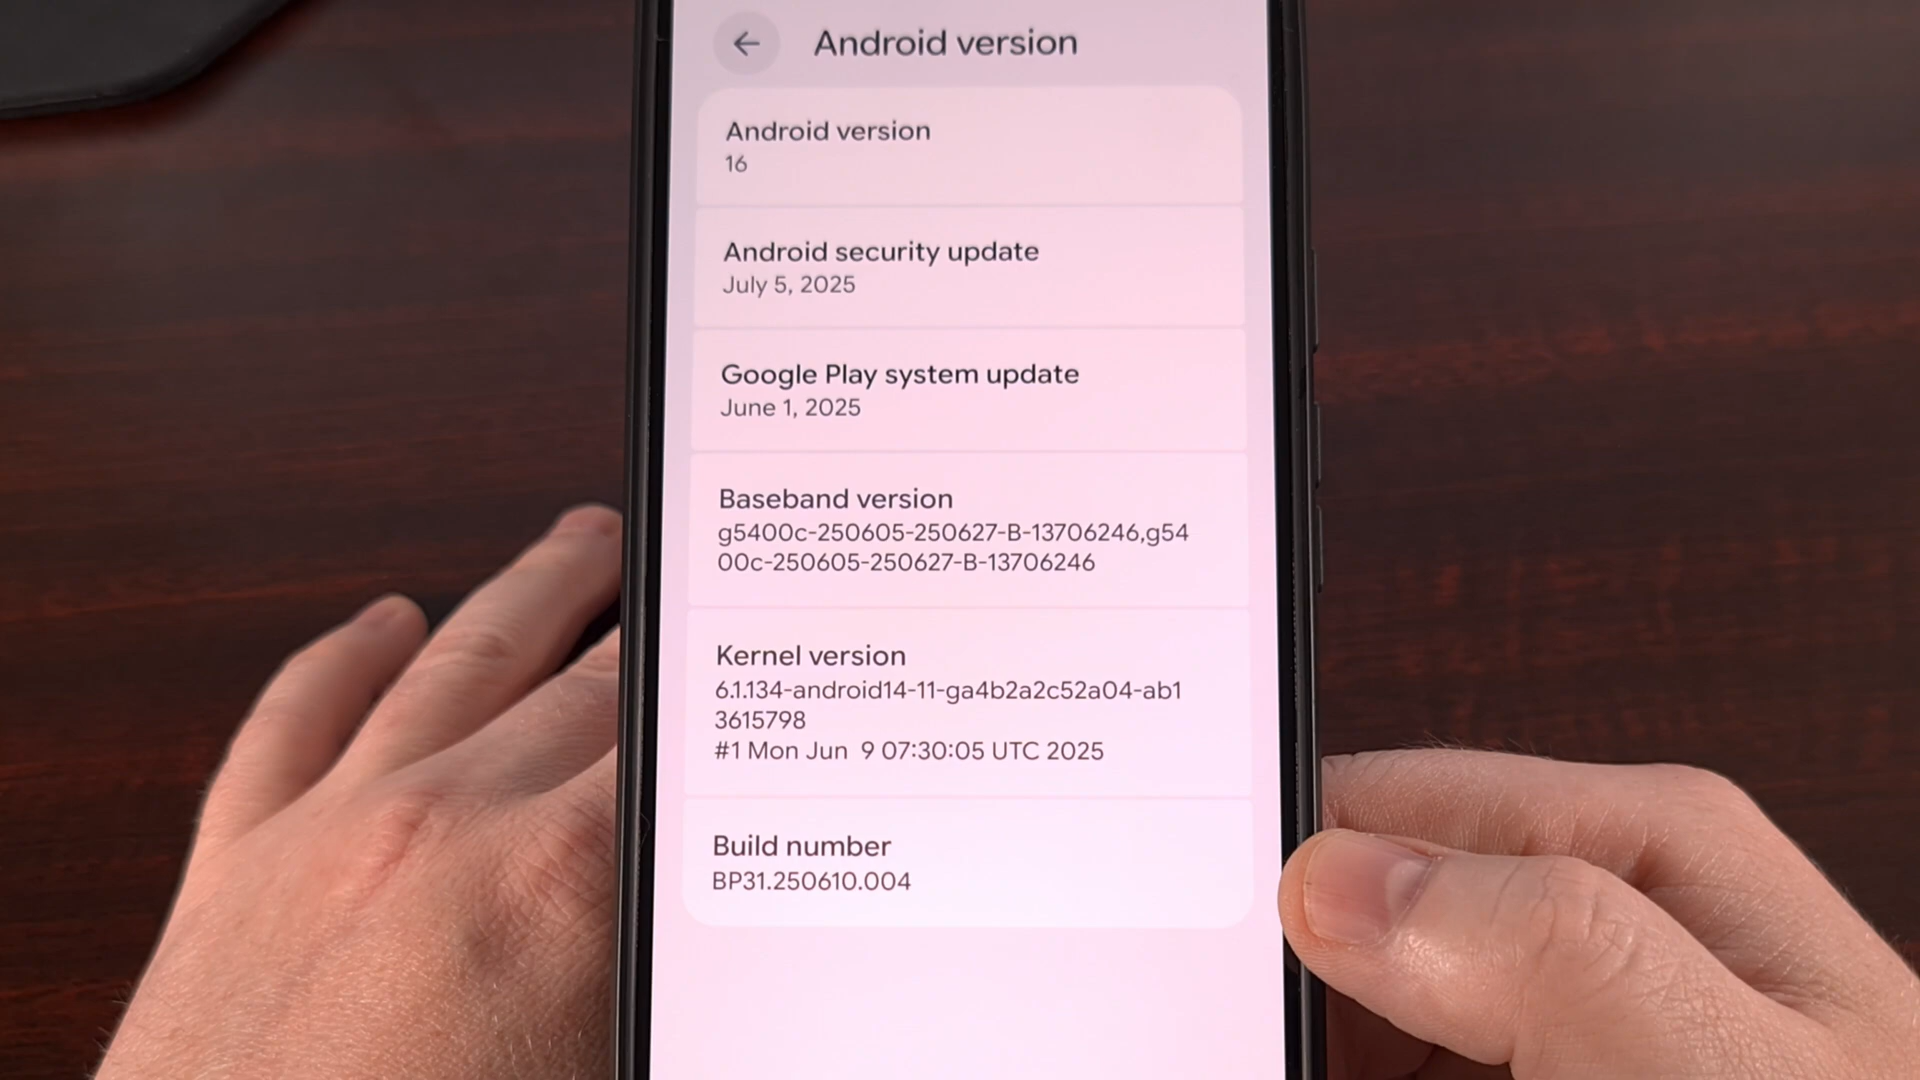 Android version
Android version
16
Android security update
July 5, 2025
Google Play system update
June 1, 2025
Baseband version
g5400c-250605-250627-B-13706246,g54
00c-250605-250627-B-13706246
Kernel version
6.1.134-android14-11-ga4b2a2c52a04-ab1
3615798
#1 Mon Jun  9 07:30:05 UTC 2025
Build number
BP31.250610.004